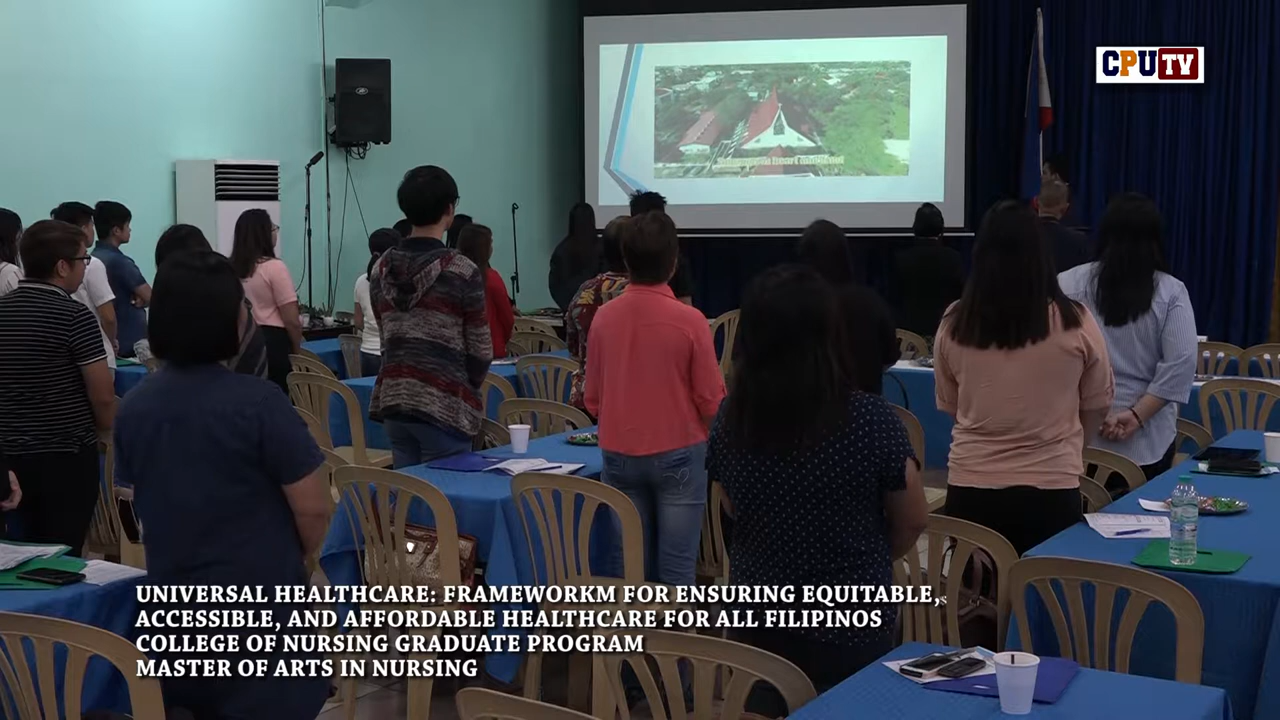 CPUTV
UNIVERSAL HEALTHCARE: FRAMEWORKM FOR ENSURING EQUITABLE,S
ACCESSIBLE, AND AFFORDABLE HEALTHCARE FOR ALL FILIPINOS
COLLEGE OF NURSING GRADUATE PROGRAM
MASTER OF ARTS IN NURSING